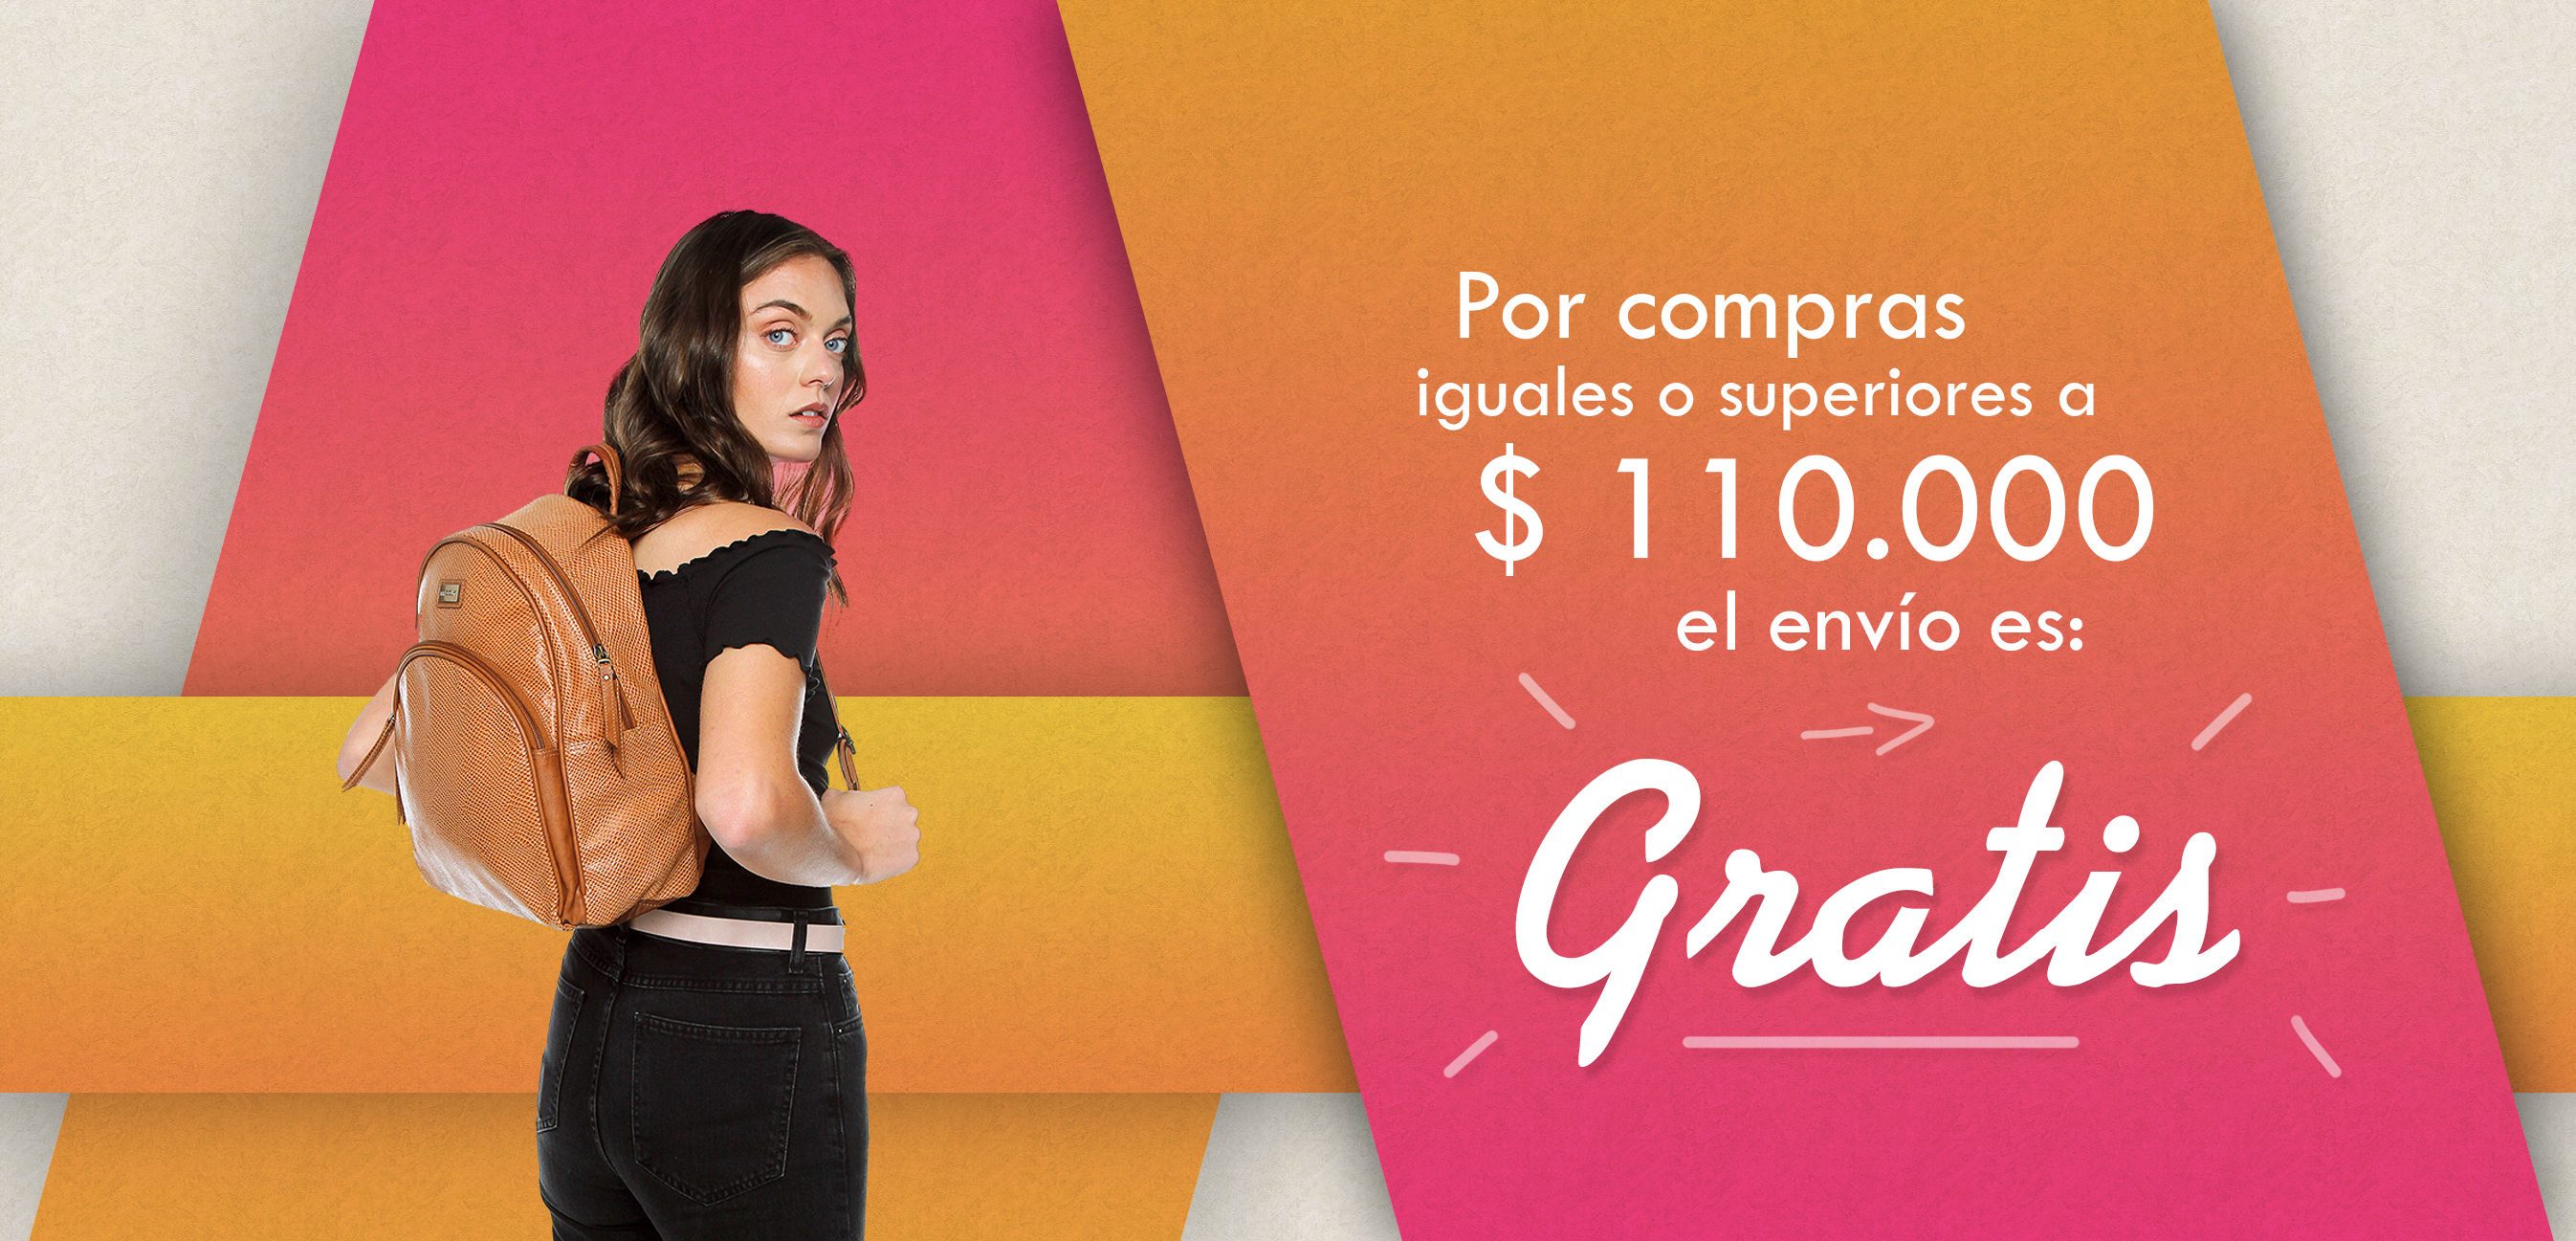 Por compras
iguales o superiores a
$ 110.000
el envío es:
Gratis